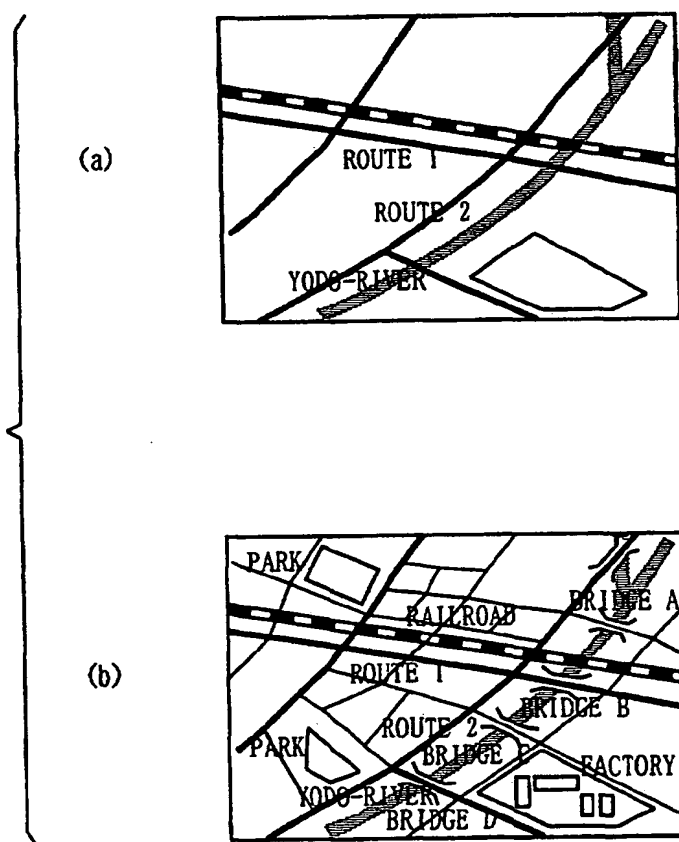 (a)
ROUTE 1
ROUTE 2
YODO-RIVER
(b)
PARK
BRIDGE A
RAILROAD
ROUTE 1
BRIDGE B
ROUTE 2
PARK
BRIDGE C
FACTORY
YODO-RIVER
BRIDGE D